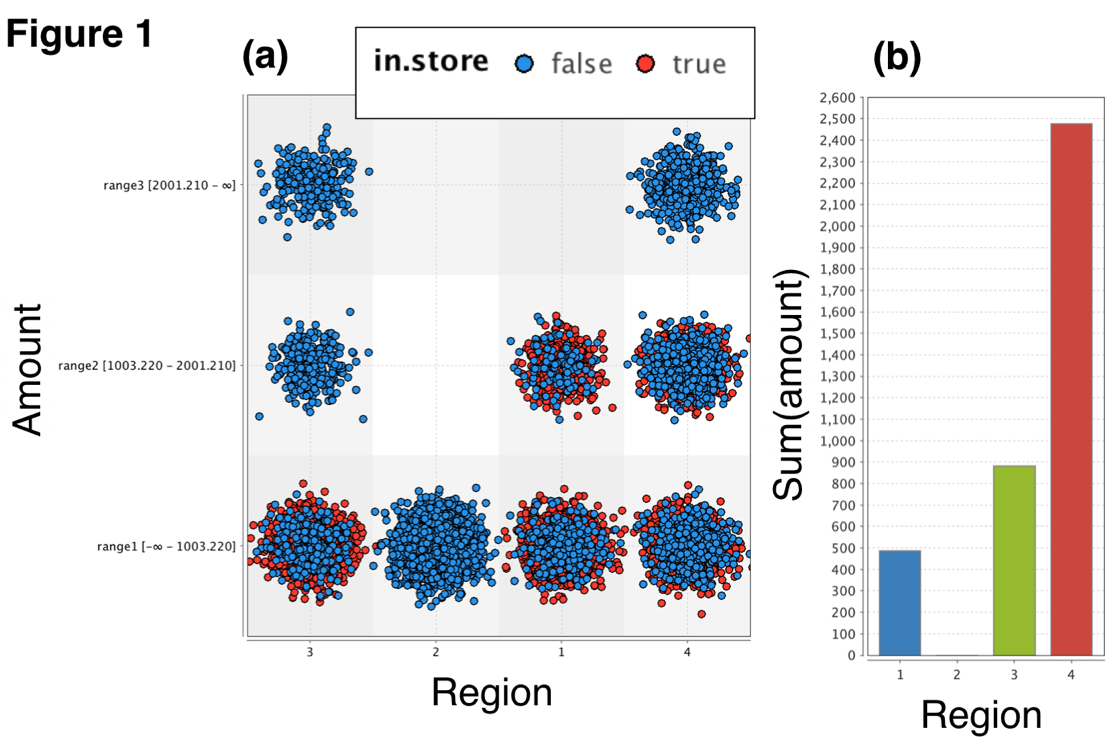 Figure 1
(a)
in.store false true
range3 [2001.210 – ∞]
range2 [1003.220 – 2001.210]
range1 [-∞ – 1003.220]
Amount
3 2 1 4
Region
(b)
2,600
2,500
2,400
2,300
2,200
2,100
2,000
1,900
1,800
1,700
1,600
1,500
1,400
1,300
1,200
1,100
1,000
900
800
700
600
500
400
300
200
100
0
Sum(amount)
1 2 3 4
Region